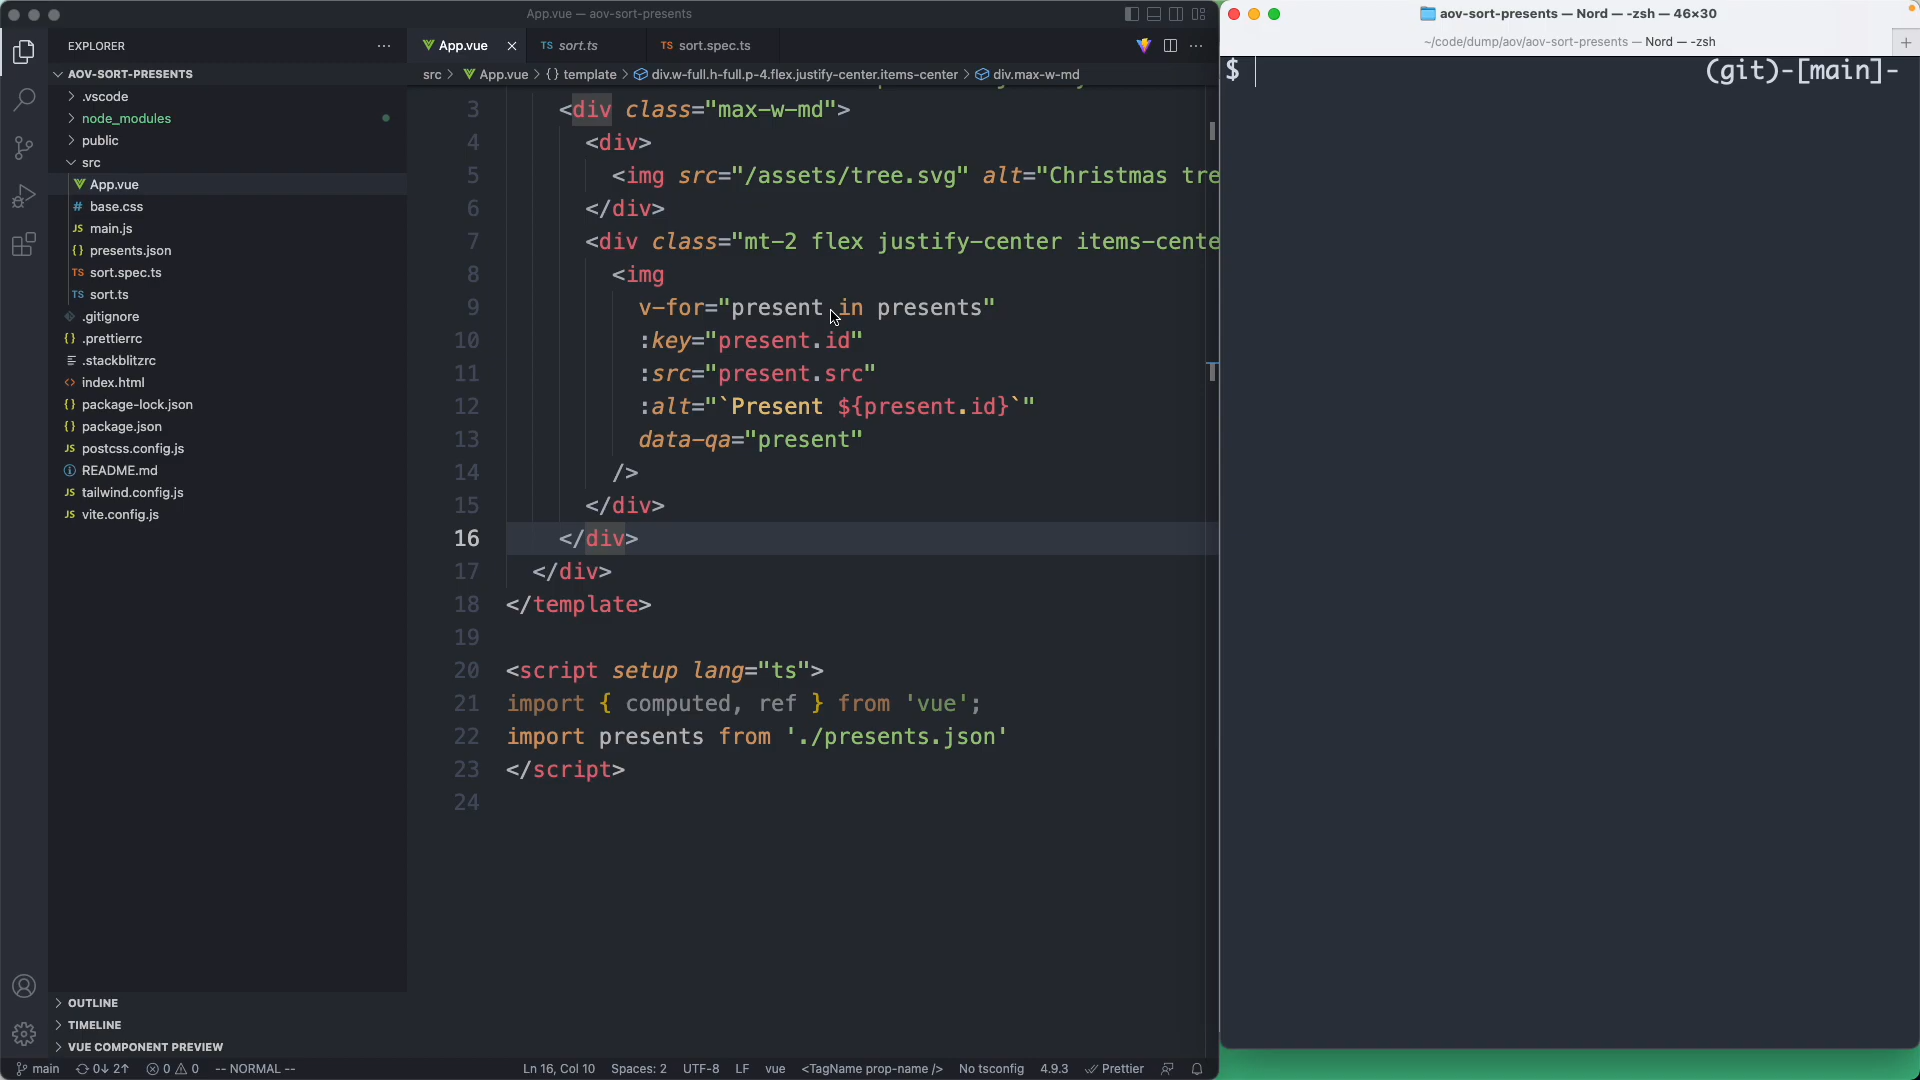 App.vue — aov-sort-presents
EXPLORER
AOV-SORT-PRESENTS
.vscode
node_modules
public
src
App.vue
# base.css
JS main.js
{} presents.json
TS sort.spec.ts
TS sort.ts
.gitignore
{} .prettierrc
.stackblitzrc
<> index.html
{} package-lock.json
{} package.json
JS postcss.config.js
README.md
JS tailwind.config.js
JS vite.config.js
OUTLINE
TIMELINE
VUE COMPONENT PREVIEW
App.vue
TS sort.ts
TS sort.spec.ts
src > App.vue > {} template > div.w-full.h-full.p-4.flex.justify-center.items-center > div.max-w-md
3 <div class="max-w-md">
4 <div>
5 <img src="/assets/tree.svg" alt="Christmas tre
6 </div>
7 <div class="mt-2 flex justify-center items-cente
8 <img
9 v-for="present in presents"
10 :key="present.id"
11 :src="present.src"
12 :alt="`Present ${present.id}`"
13 data-qa="present"
14 />
15 </div>
16 </div>
17 </div>
18 </template>
19
20 <script setup lang="ts">
21 import { computed, ref } from 'vue';
22 import presents from './presents.json'
23 </script>
24
main 0↓ 2↑ 0 0 -- NORMAL --
Ln 16, Col 10 Spaces: 2 UTF-8 LF vue <TagName prop-name /> No tsconfig 4.9.3 Prettier
aov-sort-presents — Nord — -zsh — 46×30
~/code/dump/aov/aov-sort-presents — Nord — -zsh
+
$ (git)-[main]-